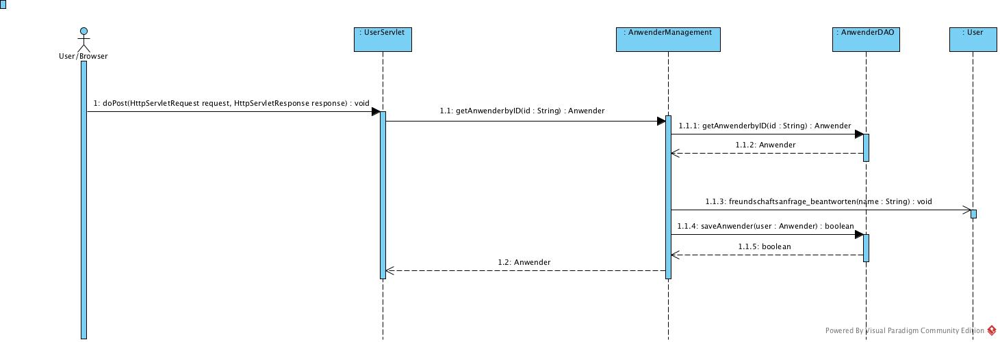 : UserServlet
: AnwenderManagement
: AnwenderDAO
: User
User/Browser
1: doPost(HttpServletRequest request, HttpServletResponse response) : void
1.1: getAnwenderbyID(id : String) : Anwender
1.1.1: getAnwenderbyID(id : String) : Anwender
1.1.2: Anwender
1.1.3: freundschaftsanfrage_beantworten(name : String) : void
1.1.4: saveAnwender(user : Anwender) : boolean
1.1.5: boolean
1.2: Anwender
Powered By Visual Paradigm Community Edition